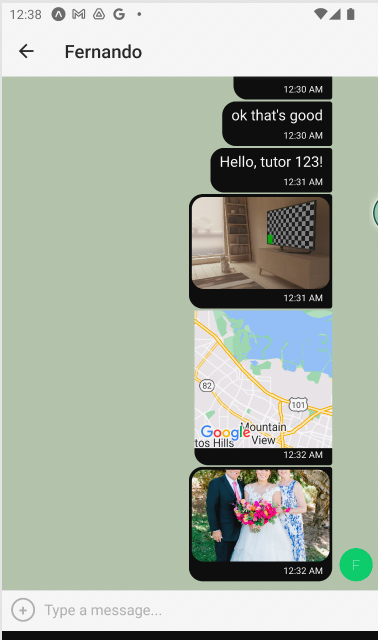 12:38
Fernando
12:30 AM
ok that's good
12:30 AM
Hello, tutor 123!
12:31 AM
12:31 AM
82
101
Google
Mountain
View
tos Hills
12:32 AM
12:32 AM
F
Type a message...